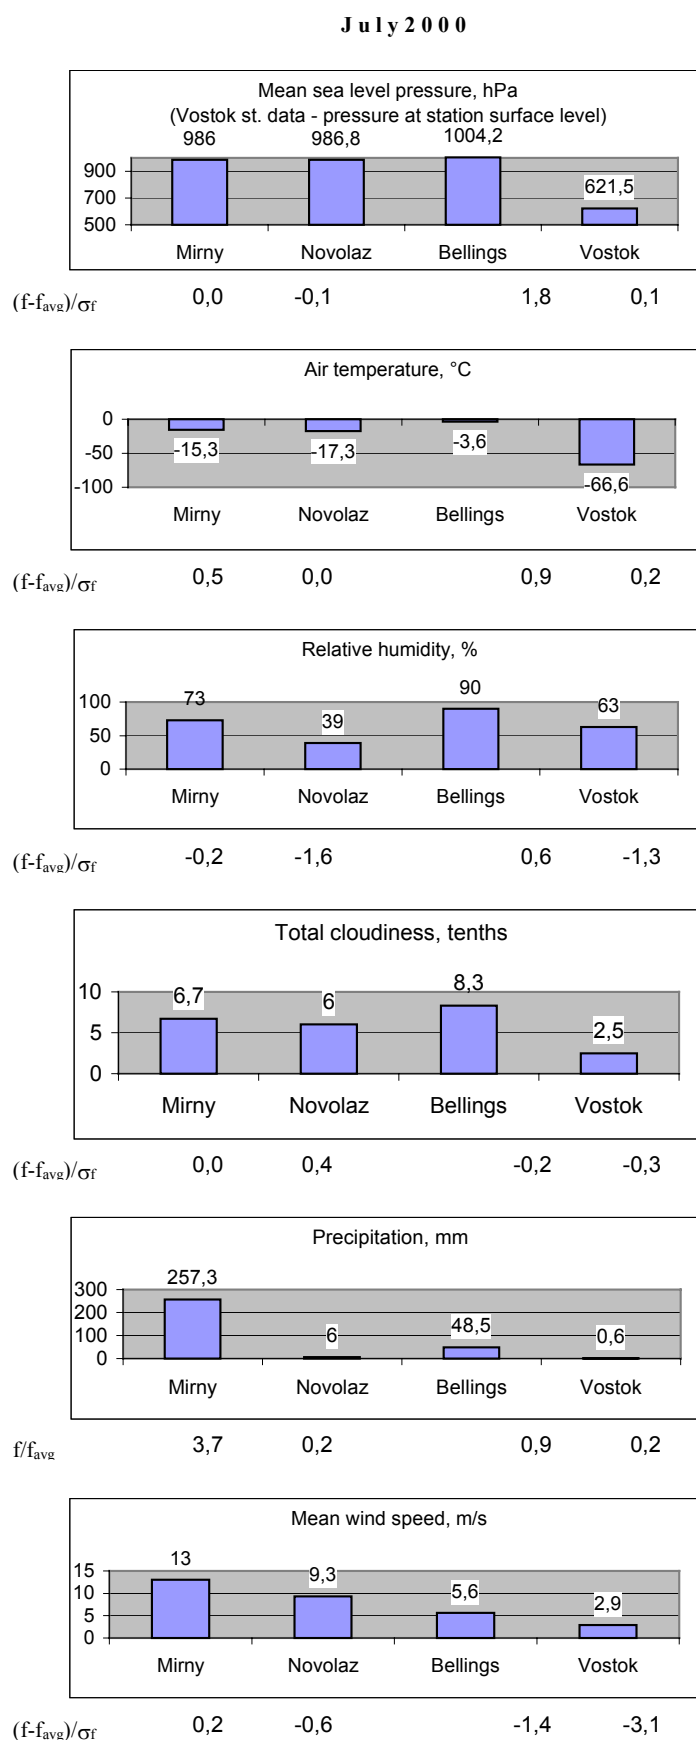 J u l y 2 0 0 0
Mean sea level pressure, hPa
(Vostok st. data - pressure at station surface level)
986 986,8 1004,2 621,5
900
700
500
Mirny Novolaz Bellings Vostok
(f-favg)/σf 0,0 -0,1 1,8 0,1
Air temperature, °C
0
-50
-100
-15,3 -17,3 -3,6 -66,6
Mirny Novolaz Bellings Vostok
(f-favg)/σf 0,5 0,0 0,9 0,2
Relative humidity, %
73 39 90 63
100
50
0
Mirny Novolaz Bellings Vostok
(f-favg)/σf -0,2 -1,6 0,6 -1,3
Total cloudiness, tenths
6,7 6 8,3 2,5
10
5
0
Mirny Novolaz Bellings Vostok
(f-favg)/σf 0,0 0,4 -0,2 -0,3
Precipitation, mm
257,3 6 48,5 0,6
300
200
100
0
Mirny Novolaz Bellings Vostok
f/favg 3,7 0,2 0,9 0,2
Mean wind speed, m/s
13 9,3 5,6 2,9
15
10
5
0
Mirny Novolaz Bellings Vostok
(f-favg)/σf 0,2 -0,6 -1,4 -3,1